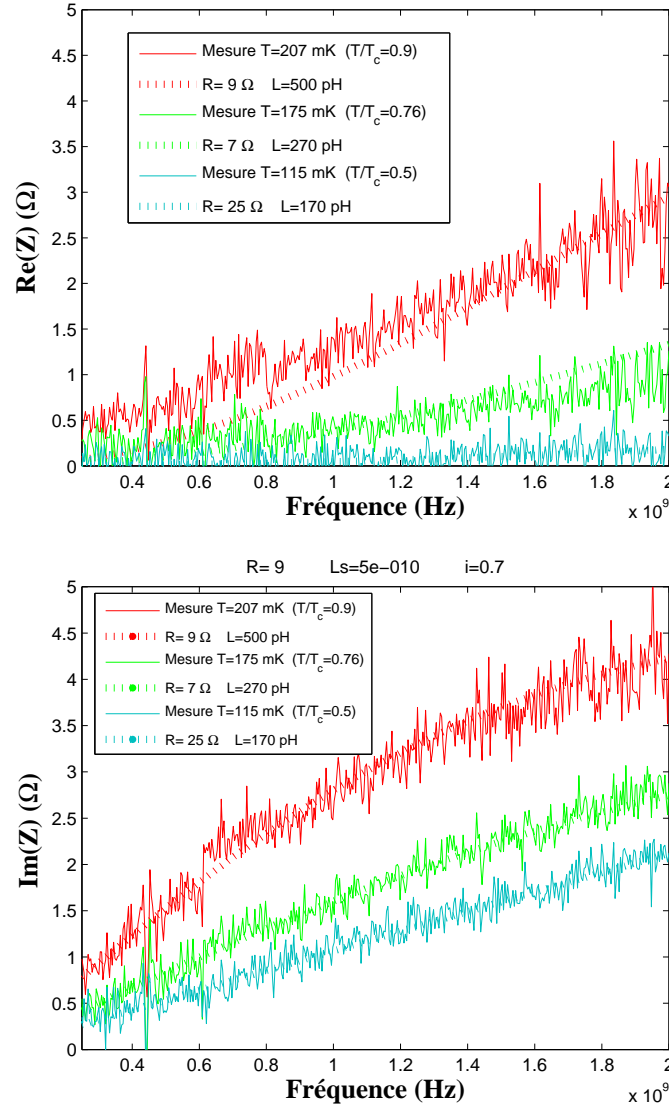 5
4.5
4
3.5
3
2.5
2
1.5
1
0.5
0
Re(Z) (Ω)
Mesure T=207 mK (T/Tc=0.9)
R= 9 Ω L=500 pH
Mesure T=175 mK (T/Tc=0.76)
R= 7 Ω L=270 pH
Mesure T=115 mK (T/Tc=0.5)
R= 25 Ω L=170 pH
0.4 0.6 0.8 1 1.2 1.4 1.6 1.8 2
Fréquence (Hz)
x 10^9
R= 9 Ls=5e-010 i=0.7
5
4.5
4
3.5
3
2.5
2
1.5
1
0.5
0
Im(Z) (Ω)
Mesure T=207 mK (T/Tc=0.9)
R= 9 Ω L=500 pH
Mesure T=175 mK (T/Tc=0.76)
R= 7 Ω L=270 pH
Mesure T=115 mK (T/Tc=0.5)
R= 25 Ω L=170 pH
0.4 0.6 0.8 1 1.2 1.4 1.6 1.8 2
Fréquence (Hz)
x 10^9